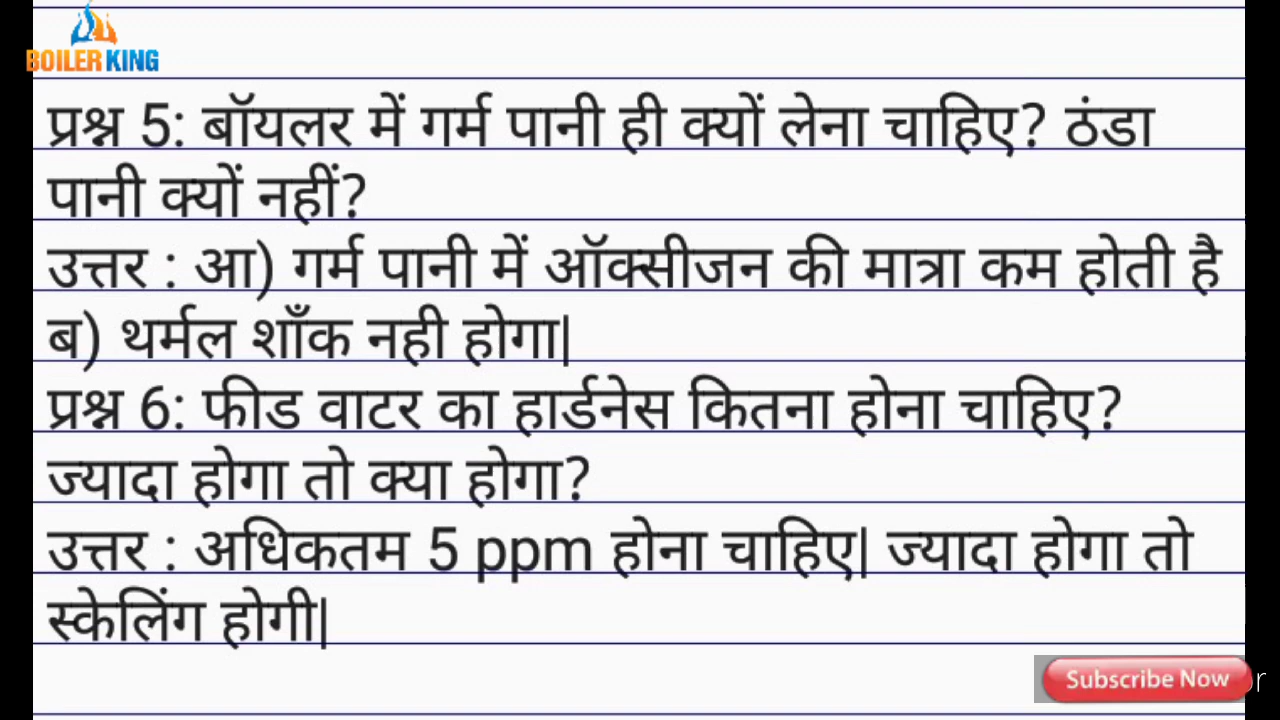 BOILER KING
प्रश्न 5: बॉयलर में गर्म पानी ही क्यों लेना चाहिए? ठंडा
पानी क्यों नहीं?
उत्तर : आ) गर्म पानी में ऑक्सीजन की मात्रा कम होती है
ब) थर्मल शाॅंक नही होगा|
प्रश्न 6: फीड वाटर का हार्डनेस कितना होना चाहिए?
ज्यादा होगा तो क्या होगा?
उत्तर : अधिकतम 5 ppm होना चाहिए| ज्यादा होगा तो
स्केलिंग होगी|
Subscribe Now